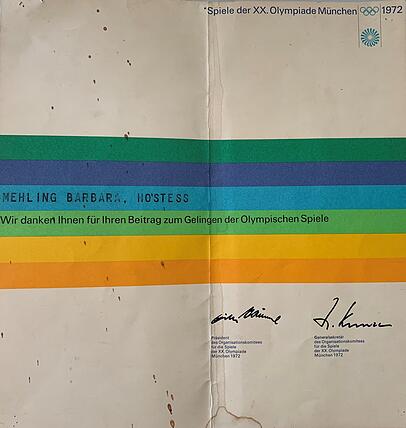 Spiele der XX. Olympiade München 1972
MEHLING BARBARA, HOSTESS
Wir danken Ihnen für Ihren Beitrag zum Gelingen der Olympischen Spiele
Präsident
des Organisationskomitees
für die Spiele
der XX. Olympiade
München 1972
Generalsekretär
des Organisationskomitees
für die Spiele
der XX. Olympiade
München 1972